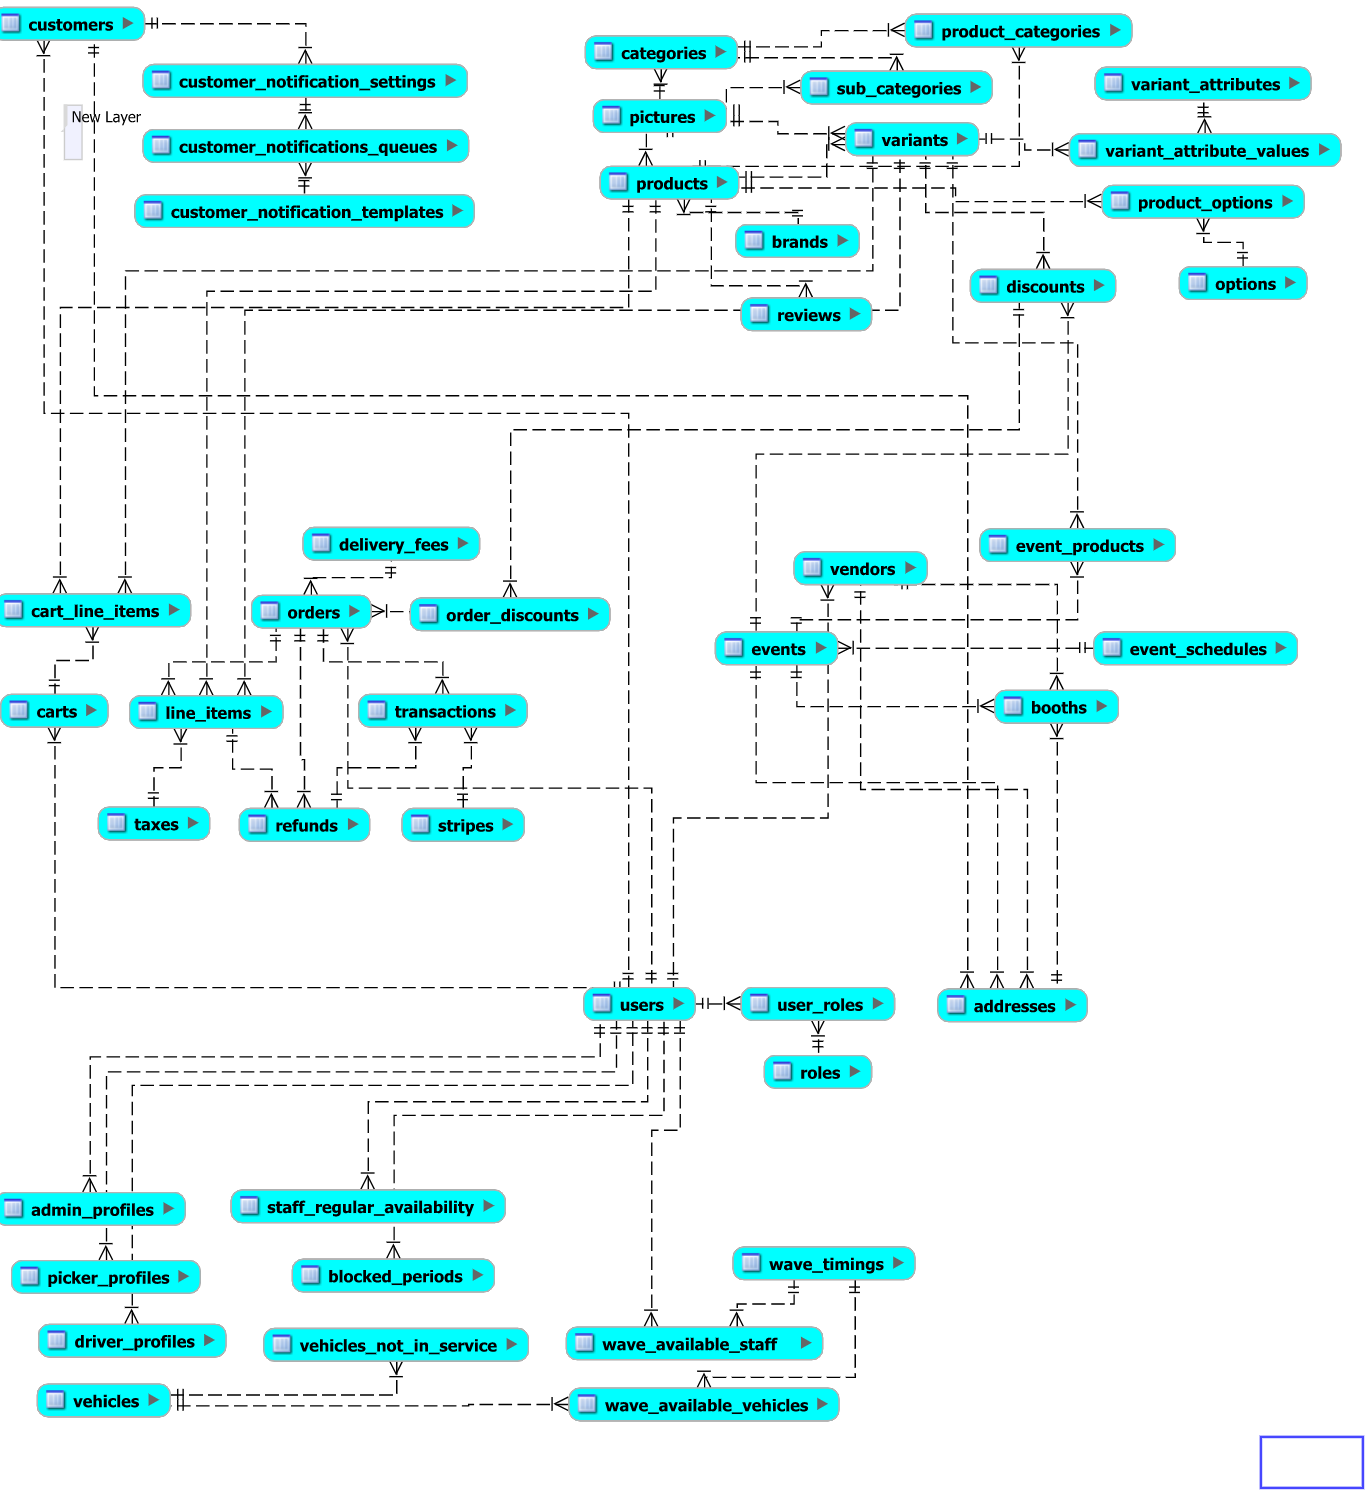 customers
product_categories
categories
customer_notification_settings
sub_categories
variant_attributes
New Layer
pictures
customer_notifications_queues
variants
variant_attribute_values
products
customer_notification_templates
product_options
brands
discounts
options
reviews
delivery_fees
event_products
vendors
cart_line_items
orders
order_discounts
events
event_schedules
carts
line_items
transactions
booths
taxes
refunds
stripes
users
user_roles
addresses
roles
admin_profiles
staff_regular_availability
picker_profiles
blocked_periods
wave_timings
driver_profiles
vehicles_not_in_service
wave_available_staff
vehicles
wave_available_vehicles